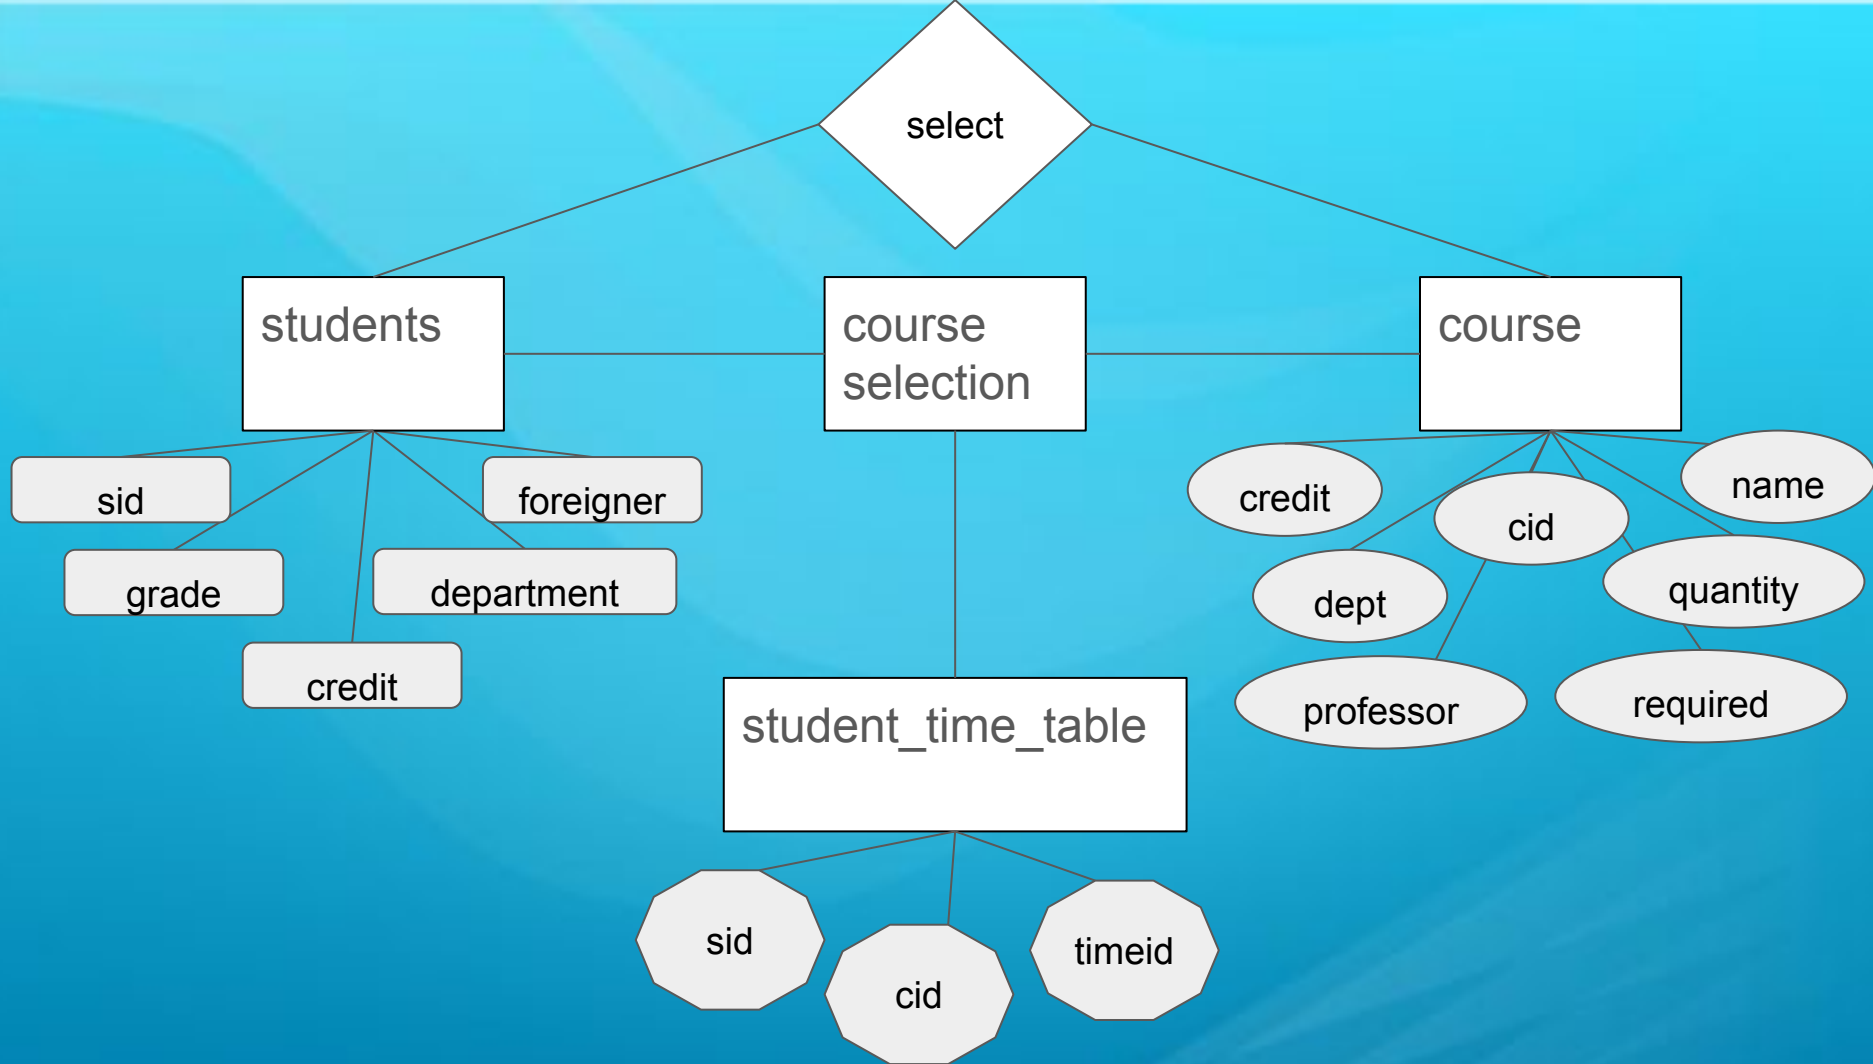 select
students
course
selection
course
sid
foreigner
grade
department
credit
credit
cid
name
dept
quantity
professor
required
student_time_table
sid
cid
timeid